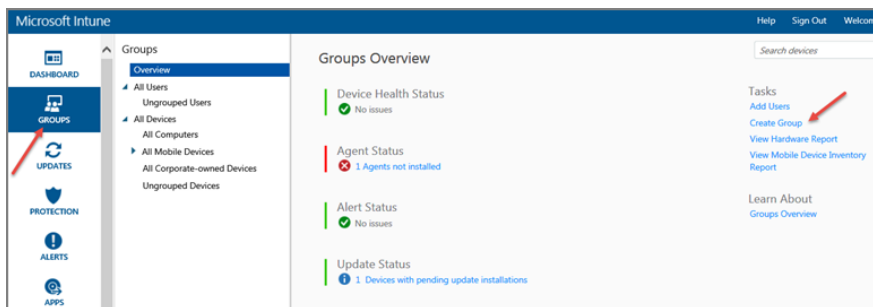 Microsoft Intune
Help Sign Out Welcom
DASHBOARD
GROUPS
UPDATES
PROTECTION
ALERTS
APPS
Groups
Overview
All Users
Ungrouped Users
All Devices
All Computers
All Mobile Devices
All Corporate-owned Devices
Ungrouped Devices
Groups Overview
Device Health Status
No issues
Agent Status
1 Agents not installed
Alert Status
No issues
Update Status
1 Devices with pending update installations
Search devices
Tasks
Add Users
Create Group
View Hardware Report
View Mobile Device Inventory
Report
Learn About
Groups Overview